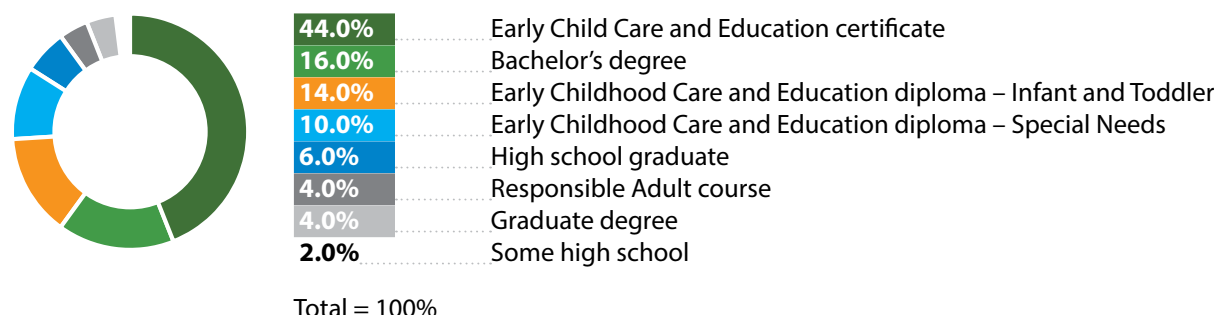 44.0% Early Child Care and Education certificate
16.0% Bachelor’s degree
14.0% Early Childhood Care and Education diploma – Infant and Toddler
10.0% Early Childhood Care and Education diploma – Special Needs
6.0% High school graduate
4.0% Responsible Adult course
4.0% Graduate degree
2.0% Some high school
Total = 100%